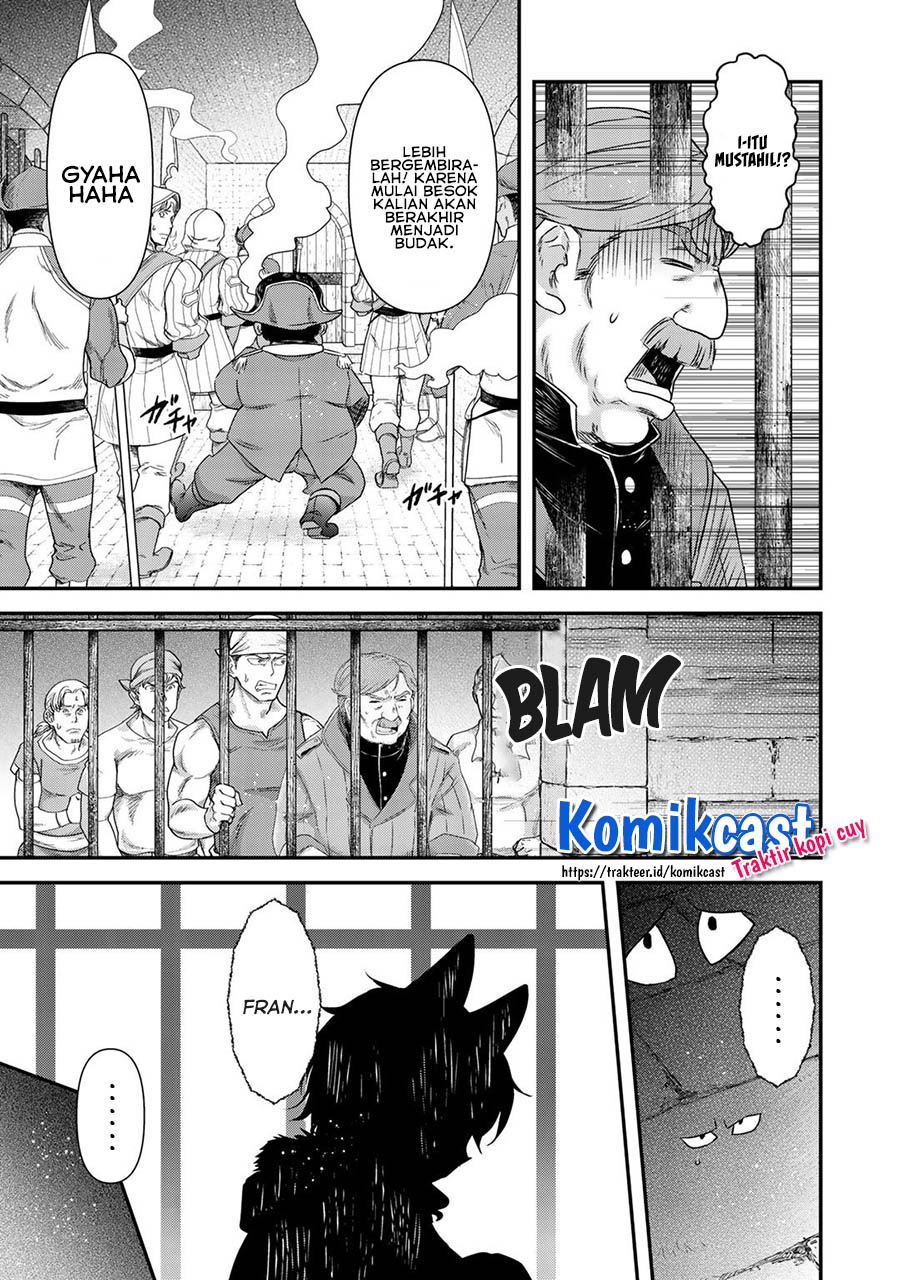 I-ITU
MUSTAHIL!?
LEBIH
BERGEMBIRA-
LAH! KARENA
MULAI BESOK
KALIAN AKAN
BERAKHIR
MENJADI
BUDAK.
GYAHA
HAHA
ガチャ
ガチャ
BLAM
Komikcast
Traktir kopi cuy
https://trakteer.id/komikcast
. . . . .
FRAN...
. . . . .